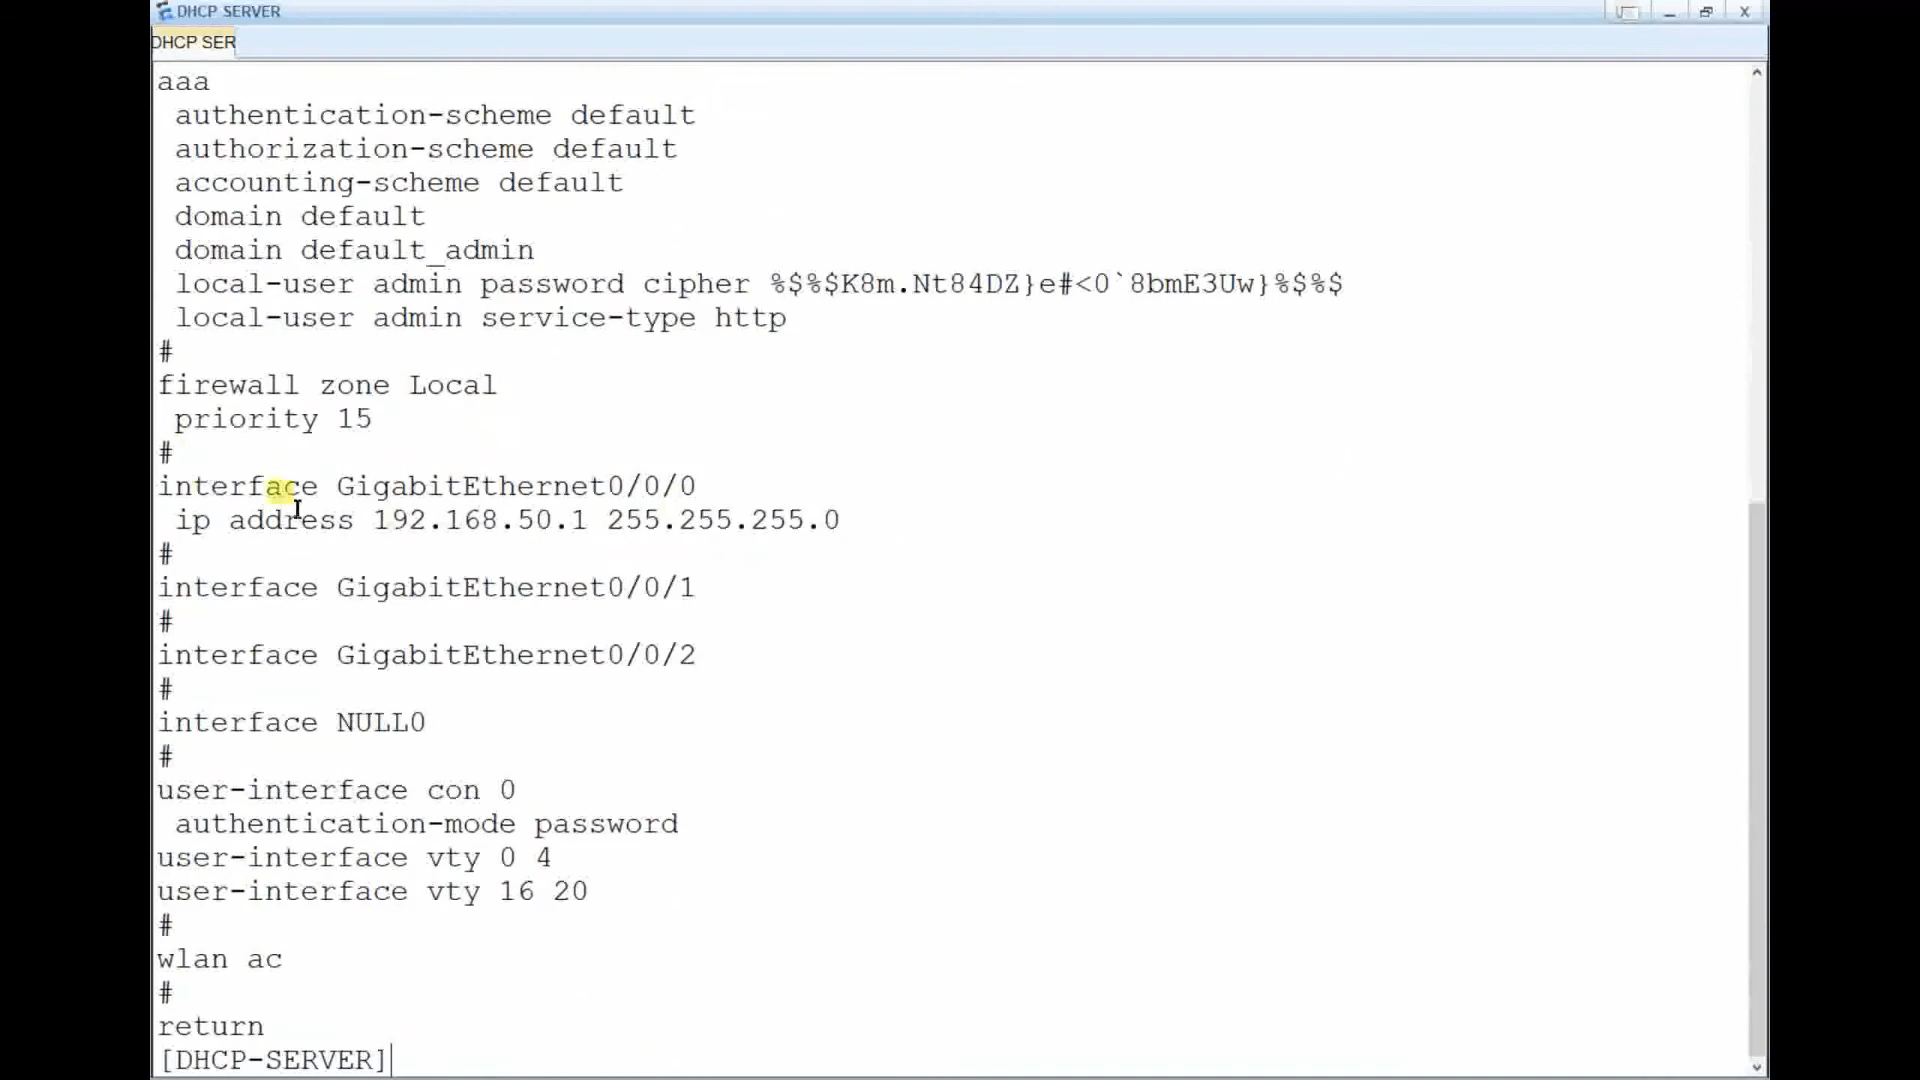 DHCP SERVER
DHCP SER
aaa
authentication-scheme default
authorization-scheme default
accounting-scheme default
domain default
domain default_admin
local-user admin password cipher %$%$K8m.Nt84DZ}e#<0`8bmE3Uw}%$%$
local-user admin service-type http
#
firewall zone Local
priority 15
#
interface GigabitEthernet0/0/0
ip address 192.168.50.1 255.255.255.0
#
interface GigabitEthernet0/0/1
#
interface GigabitEthernet0/0/2
#
interface NULL0
#
user-interface con 0
authentication-mode password
user-interface vty 0 4
user-interface vty 16 20
#
wlan ac
#
return
[DHCP-SERVER]